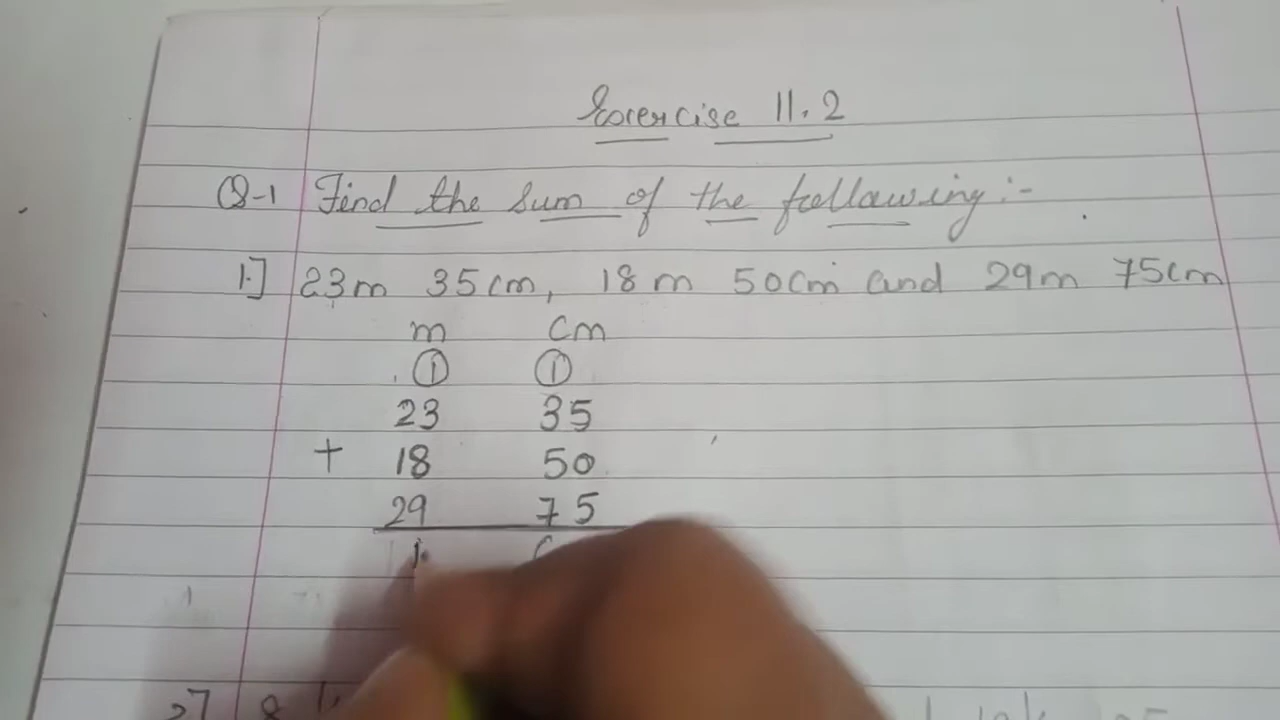 Exercise 11.2
Q-1 Find the sum of the following:-
1.] 23m 35cm, 18m 50cm and 29m 75cm
m cm
1 1
23 35
+ 18 50
29 75